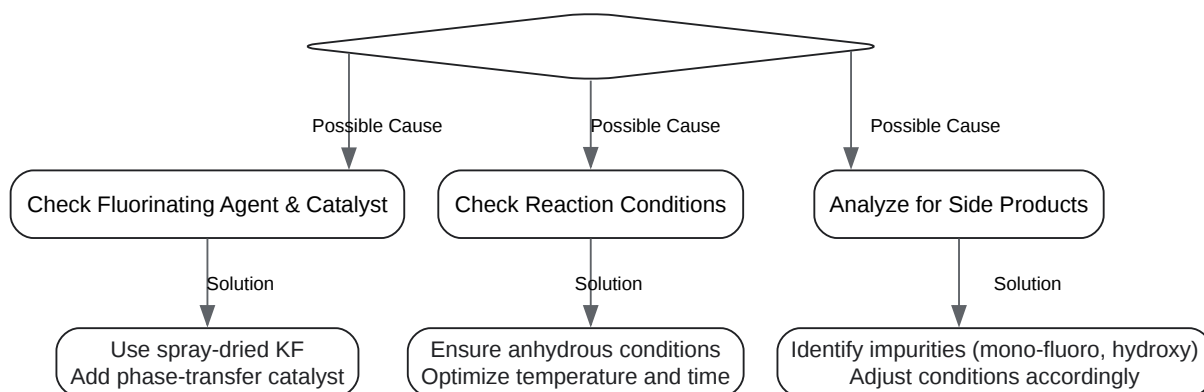 Possible Cause
Possible Cause
Possible Cause
Check Fluorinating Agent & Catalyst
Check Reaction Conditions
Analyze for Side Products
Solution
Solution
Solution
Use spray-dried KF
Add phase-transfer catalyst
Ensure anhydrous conditions
Optimize temperature and time
Identify impurities (mono-fluoro, hydroxy)
Adjust conditions accordingly